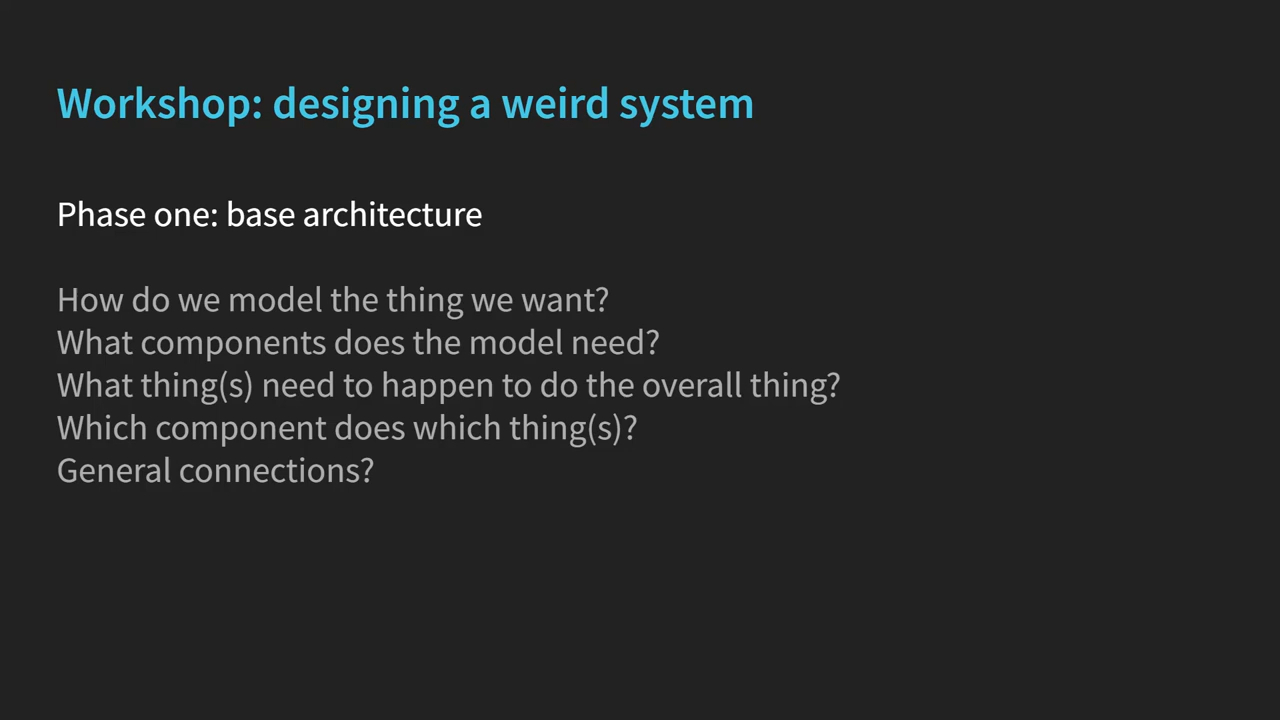 Workshop: designing a weird system
Phase one: base architecture
How do we model the thing we want?
What components does the model need?
What thing(s) need to happen to do the overall thing?
Which component does which thing(s)?
General connections?